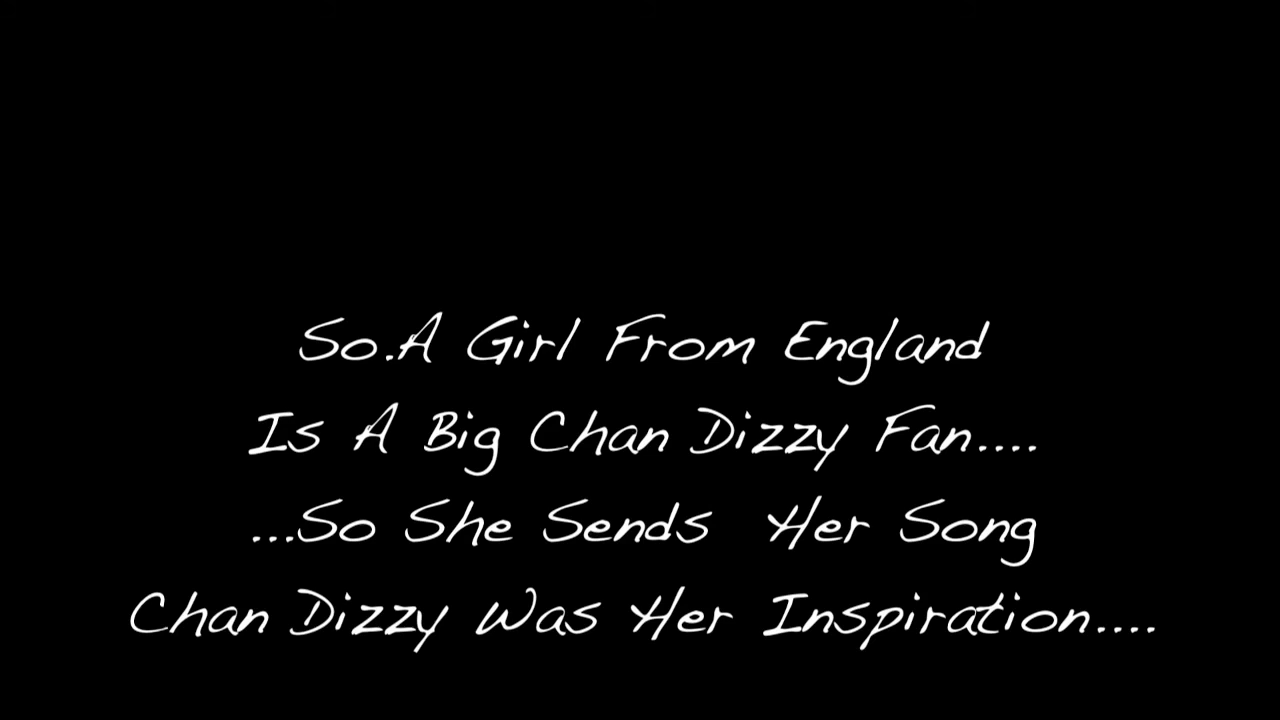 So.A Girl From England
Is A Big Chan Dizzy Fan....
...So She Sends  Her Song
Chan Dizzy Was Her Inspiration....